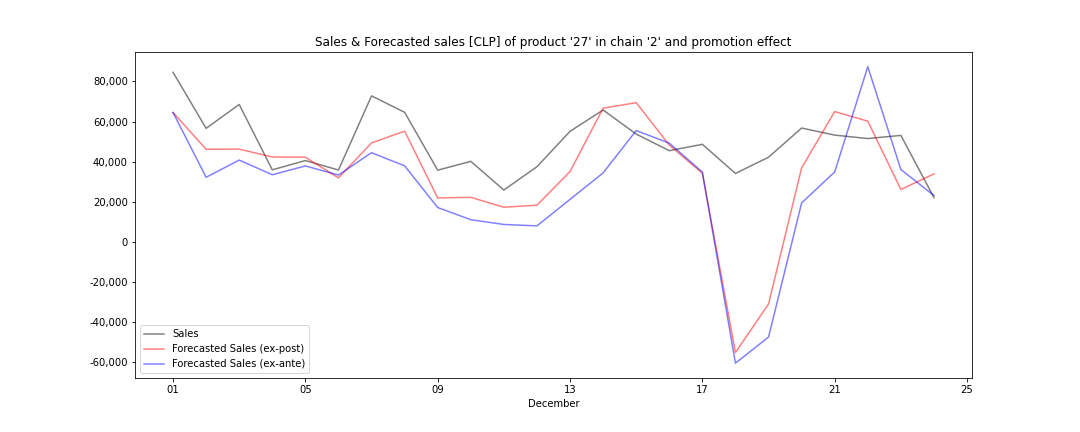 Sales & Forecasted sales [CLP] of product '27' in chain '2' and promotion effect
80,000
60,000
40,000
20,000
0
-20,000
-40,000
-60,000
Sales
Forecasted Sales (ex-post)
Forecasted Sales (ex-ante)
01 05 09 13 17 21 25
December